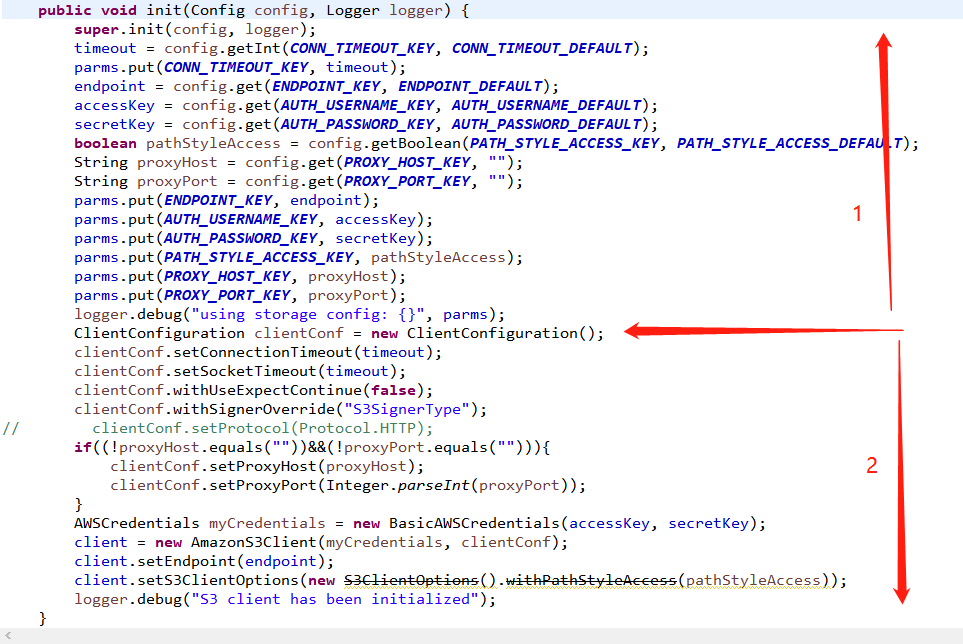 public void init(Config config, Logger logger) {
super.init(config, logger);
timeout = config.getInt(CONN_TIMEOUT_KEY, CONN_TIMEOUT_DEFAULT);
parms.put(CONN_TIMEOUT_KEY, timeout);
endpoint = config.get(ENDPOINT_KEY, ENDPOINT_DEFAULT);
accessKey = config.get(AUTH_USERNAME_KEY, AUTH_USERNAME_DEFAULT);
secretKey = config.get(AUTH_PASSWORD_KEY, AUTH_PASSWORD_DEFAULT);
boolean pathStyleAccess = config.getBoolean(PATH_STYLE_ACCESS_KEY, PATH_STYLE_ACCESS_DEFAULT);
String proxyHost = config.get(PROXY_HOST_KEY, "");
String proxyPort = config.get(PROXY_PORT_KEY, "");
parms.put(ENDPOINT_KEY, endpoint);
parms.put(AUTH_USERNAME_KEY, accessKey);
1
parms.put(AUTH_PASSWORD_KEY, secretKey);
parms.put(PATH_STYLE_ACCESS_KEY, pathStyleAccess);
parms.put(PROXY_HOST_KEY, proxyHost);
parms.put(PROXY_PORT_KEY, proxyPort);
logger.debug("using storage config: {}", parms);
ClientConfiguration clientConf = new ClientConfiguration();
clientConf.setConnectionTimeout(timeout);
clientConf.setSocketTimeout(timeout);
clientConf.withUseExpectContinue(false);
clientConf.withSignerOverride("S3SignerType");
// clientConf.setProtocol(Protocol.HTTP);
if((!proxyHost.equals(""))&&(!proxyPort.equals(""))){
clientConf.setProxyHost(proxyHost);
2
clientConf.setProxyPort(Integer.parseInt(proxyPort));
}
AWSCredentials myCredentials = new BasicAWSCredentials(accessKey, secretKey);
client = new AmazonS3Client(myCredentials, clientConf);
client.setEndpoint(endpoint);
client.setS3ClientOptions(new S3ClientOptions().withPathStyleAccess(pathStyleAccess));
logger.debug("S3 client has been initialized");
}